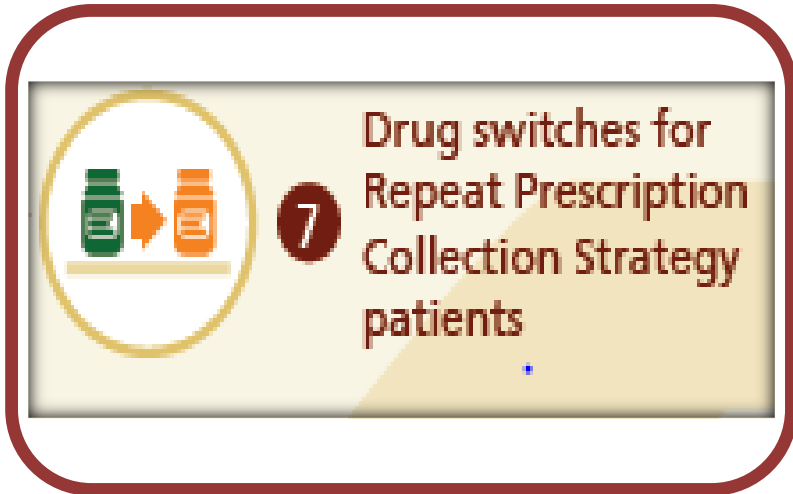 7
Drug switches for
Repeat Prescription
Collection Strategy
patients